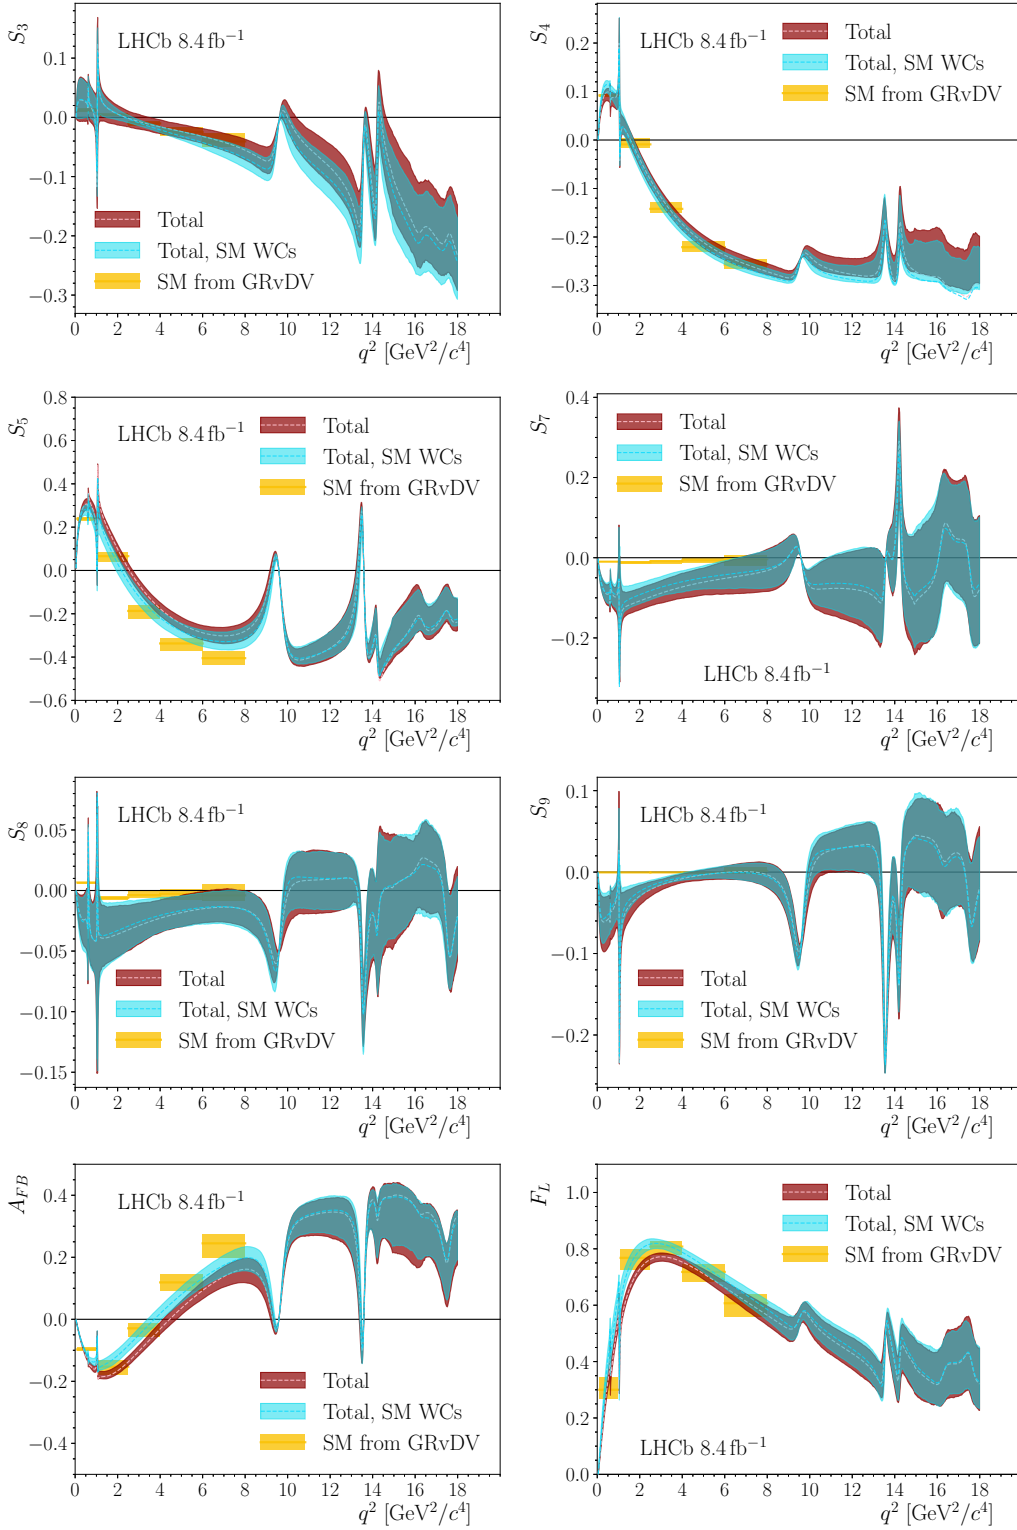 S3
LHCb 8.4 fb−1
Total
Total, SM WCs
SM from GRvDV
0.1
0.0
−0.1
−0.2
−0.3
0 2 4 6 8 10 12 14 16 18
q2 [GeV2/c4]
S4
LHCb 8.4 fb−1
Total
Total, SM WCs
SM from GRvDV
0.2
0.1
0.0
−0.1
−0.2
−0.3
0 2 4 6 8 10 12 14 16 18
q2 [GeV2/c4]
S5
LHCb 8.4 fb−1
Total
Total, SM WCs
SM from GRvDV
0.8
0.6
0.4
0.2
0.0
−0.2
−0.4
−0.6
0 2 4 6 8 10 12 14 16 18
q2 [GeV2/c4]
S7
Total
Total, SM WCs
SM from GRvDV
LHCb 8.4 fb−1
0.4
0.2
0.0
−0.2
0 2 4 6 8 10 12 14 16 18
q2 [GeV2/c4]
S8
LHCb 8.4 fb−1
Total
Total, SM WCs
SM from GRvDV
0.05
0.00
−0.05
−0.10
−0.15
0 2 4 6 8 10 12 14 16 18
q2 [GeV2/c4]
S9
LHCb 8.4 fb−1
Total
Total, SM WCs
SM from GRvDV
0.1
0.0
−0.1
−0.2
0 2 4 6 8 10 12 14 16 18
q2 [GeV2/c4]
AFB
LHCb 8.4 fb−1
Total
Total, SM WCs
SM from GRvDV
0.4
0.2
0.0
−0.2
−0.4
0 2 4 6 8 10 12 14 16 18
q2 [GeV2/c4]
FL
Total
Total, SM WCs
SM from GRvDV
LHCb 8.4 fb−1
1.0
0.8
0.6
0.4
0.2
0.0
0 2 4 6 8 10 12 14 16 18
q2 [GeV2/c4]